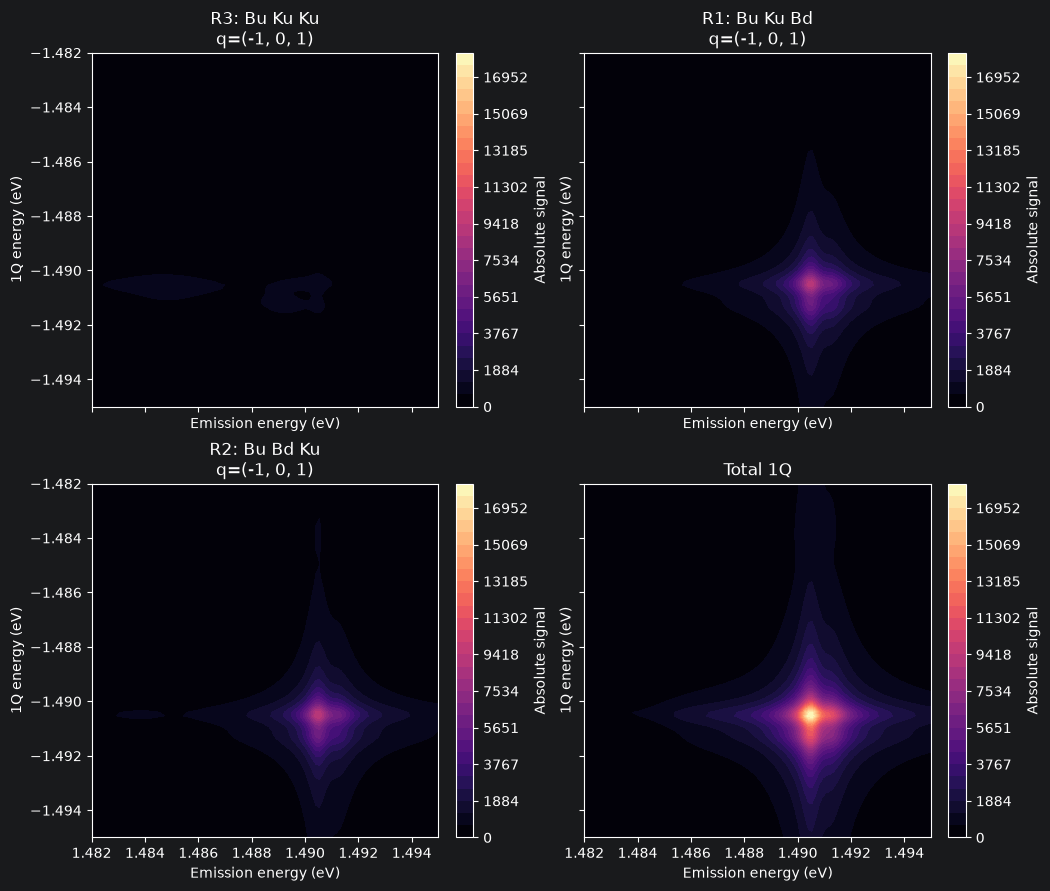 R3: Bu Ku Ku
q=(-1, 0, 1)
−1.482
−1.484
−1.486
−1.488
−1.490
−1.492
−1.494
1Q energy (eV)
Emission energy (eV)
16952
15069
13185
11302
9418
7534
5651
3767
1884
0
Absolute signal
R1: Bu Ku Bd
q=(-1, 0, 1)
1Q energy (eV)
Emission energy (eV)
16952
15069
13185
11302
9418
7534
5651
3767
1884
0
Absolute signal
R2: Bu Bd Ku
q=(-1, 0, 1)
−1.482
−1.484
−1.486
−1.488
−1.490
−1.492
−1.494
1Q energy (eV)
1.482 1.484 1.486 1.488 1.490 1.492 1.494
Emission energy (eV)
16952
15069
13185
11302
9418
7534
5651
3767
1884
0
Absolute signal
Total 1Q
1Q energy (eV)
1.482 1.484 1.486 1.488 1.490 1.492 1.494
Emission energy (eV)
16952
15069
13185
11302
9418
7534
5651
3767
1884
0
Absolute signal